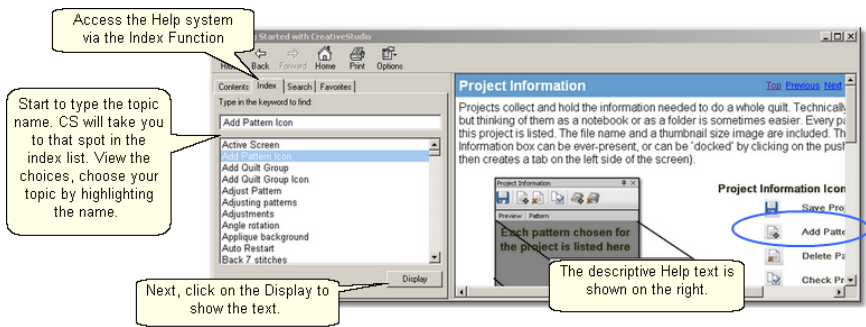 Access the Help system
via the Index Function
Started with CreativeStudio
Back Forward Home Print Options
Contents Index Search Favorites
Type in the keyword to find:
Add Pattern Icon
Active Screen
Add Pattern Icon
Add Quilt Group
Add Quilt Group Icon
Adjust Pattern
Adjusting patterns
Adjustments
Angle rotation
Applique background
Auto Restart
Back 7 stitches
Display
Start to type the topic
name. CS will take you
to that spot in the
index list. View the
choices, choose your
topic by highlighting
the name.
Next, click on the Display to
show the text.
Project Information
Top Previous Next
Projects collect and hold the information needed to do a whole quilt. Technically
but thinking of them as a notebook or as a folder is sometimes easier. Every
this project is listed. The file name and a thumbnail size image are included.
Information box can be ever-present, or can be 'docked' by clicking on the
then creates a tab on the left side of the screen).
Project Information
Preview Pattern
Each pattern chosen for
the project is listed here
Project Information Icon
Save
Add
Delete
Check
The descriptive Help text is
shown on the right.